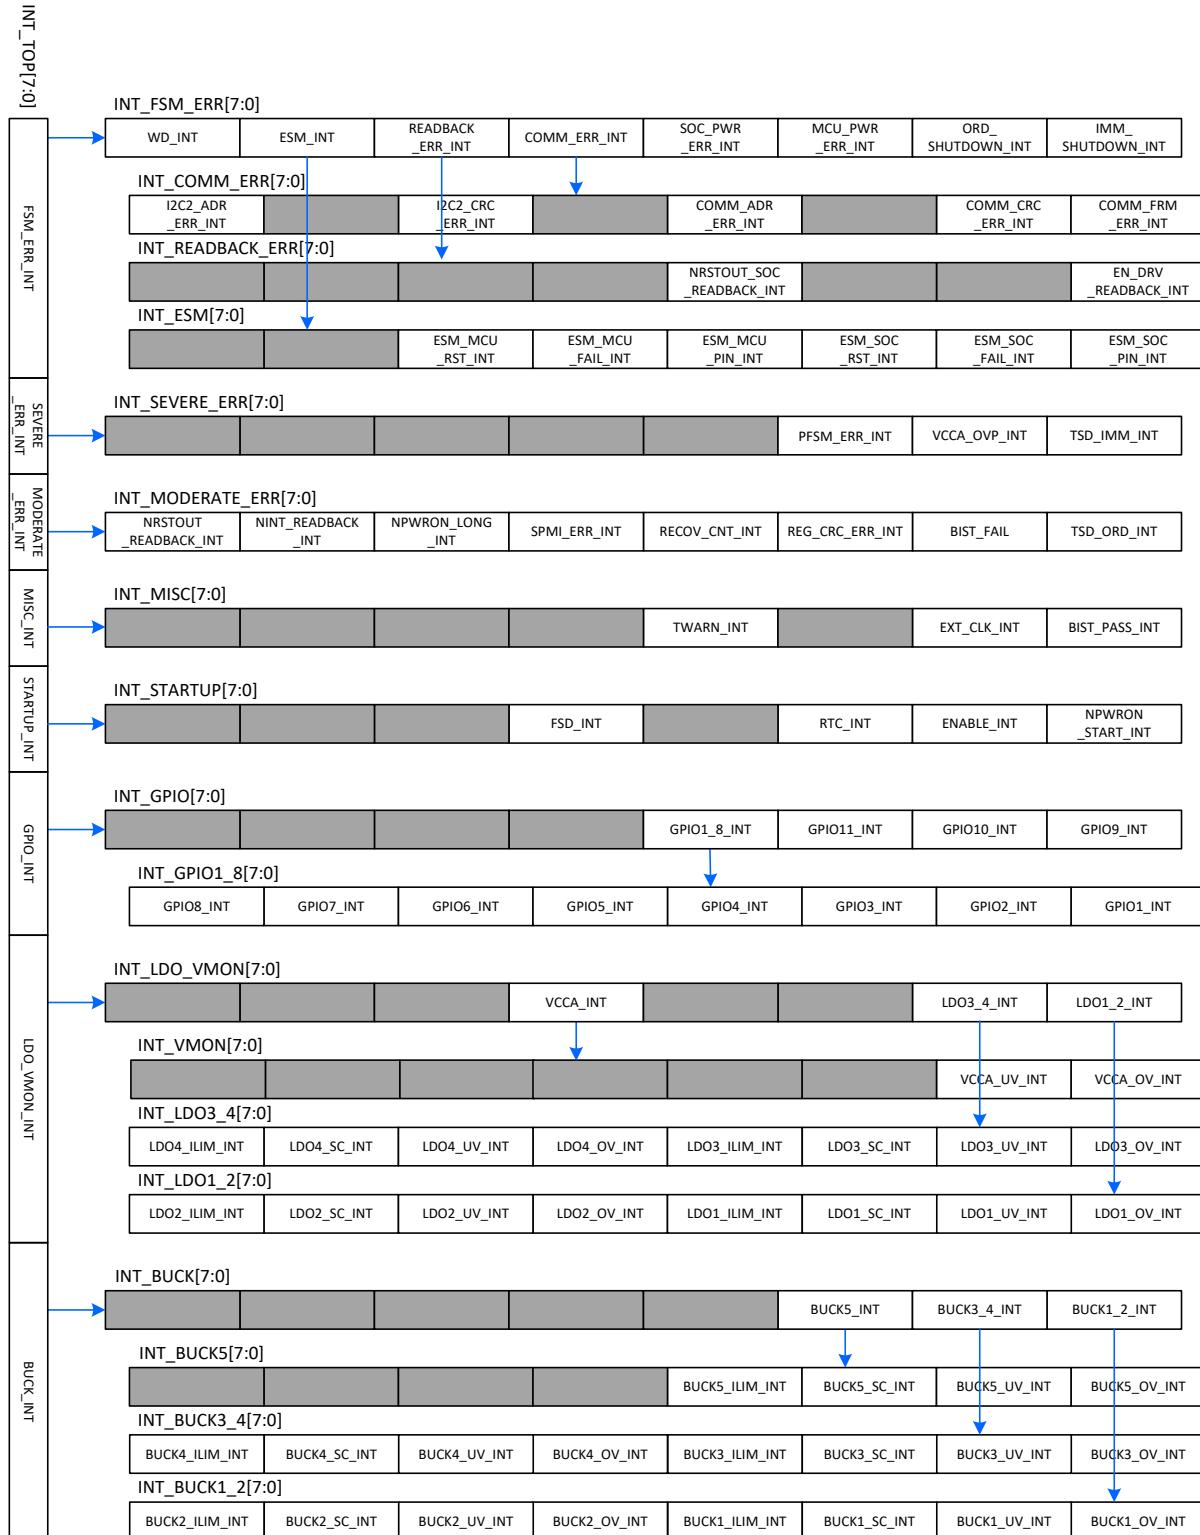 INT_TOP[7:0]
INT_FSM_ERR[7:0]
FSM_ERR_INT
WD_INT
ESM_INT
READBACK
_ERR_INT
COMM_ERR_INT
SOC_PWR
_ERR_INT
MCU_PWR
_ERR_INT
ORD_
SHUTDOWN_INT
IMM_
SHUTDOWN_INT
INT_COMM_ERR[7:0]
I2C2_ADR
_ERR_INT
I2C2_CRC
_ERR_INT
COMM_ADR
_ERR_INT
COMM_CRC
_ERR_INT
COMM_FRM
_ERR_INT
INT_READBACK_ERR[7:0]
NRSTOUT_SOC
_READBACK_INT
EN_DRV
_READBACK_INT
INT_ESM[7:0]
ESM_MCU
_RST_INT
ESM_MCU
_FAIL_INT
ESM_MCU
_PIN_INT
ESM_SOC
_RST_INT
ESM_SOC
_FAIL_INT
ESM_SOC
_PIN_INT
SEVERE
_ERR_INT
INT_SEVERE_ERR[7:0]
PFSM_ERR_INT
VCCA_OVP_INT
TSD_IMM_INT
MODERATE
_ERR_INT
INT_MODERATE_ERR[7:0]
NRSTOUT
_READBACK_INT
NINT_READBACK
_INT
NPWRON_LONG
_INT
SPMI_ERR_INT
RECOV_CNT_INT
REG_CRC_ERR_INT
BIST_FAIL
TSD_ORD_INT
MISC_INT
INT_MISC[7:0]
TWARN_INT
EXT_CLK_INT
BIST_PASS_INT
STARTUP_INT
INT_STARTUP[7:0]
FSD_INT
RTC_INT
ENABLE_INT
NPWRON
_START_INT
GPIO_INT
INT_GPIO[7:0]
GPIO1_8_INT
GPIO11_INT
GPIO10_INT
GPIO9_INT
INT_GPIO1_8[7:0]
GPIO8_INT
GPIO7_INT
GPIO6_INT
GPIO5_INT
GPIO4_INT
GPIO3_INT
GPIO2_INT
GPIO1_INT
LDO_VMON_INT
INT_LDO_VMON[7:0]
VCCA_INT
LDO3_4_INT
LDO1_2_INT
INT_VMON[7:0]
VCCA_UV_INT
VCCA_OV_INT
INT_LDO3_4[7:0]
LDO4_ILIM_INT
LDO4_SC_INT
LDO4_UV_INT
LDO4_OV_INT
LDO3_ILIM_INT
LDO3_SC_INT
LDO3_UV_INT
LDO3_OV_INT
INT_LDO1_2[7:0]
LDO2_ILIM_INT
LDO2_SC_INT
LDO2_UV_INT
LDO2_OV_INT
LDO1_ILIM_INT
LDO1_SC_INT
LDO1_UV_INT
LDO1_OV_INT
BUCK_INT
INT_BUCK[7:0]
BUCK5_INT
BUCK3_4_INT
BUCK1_2_INT
INT_BUCK5[7:0]
BUCK5_ILIM_INT
BUCK5_SC_INT
BUCK5_UV_INT
BUCK5_OV_INT
INT_BUCK3_4[7:0]
BUCK4_ILIM_INT
BUCK4_SC_INT
BUCK4_UV_INT
BUCK4_OV_INT
BUCK3_ILIM_INT
BUCK3_SC_INT
BUCK3_UV_INT
BUCK3_OV_INT
INT_BUCK1_2[7:0]
BUCK2_ILIM_INT
BUCK2_SC_INT
BUCK2_UV_INT
BUCK2_OV_INT
BUCK1_ILIM_INT
BUCK1_SC_INT
BUCK1_UV_INT
BUCK1_OV_INT